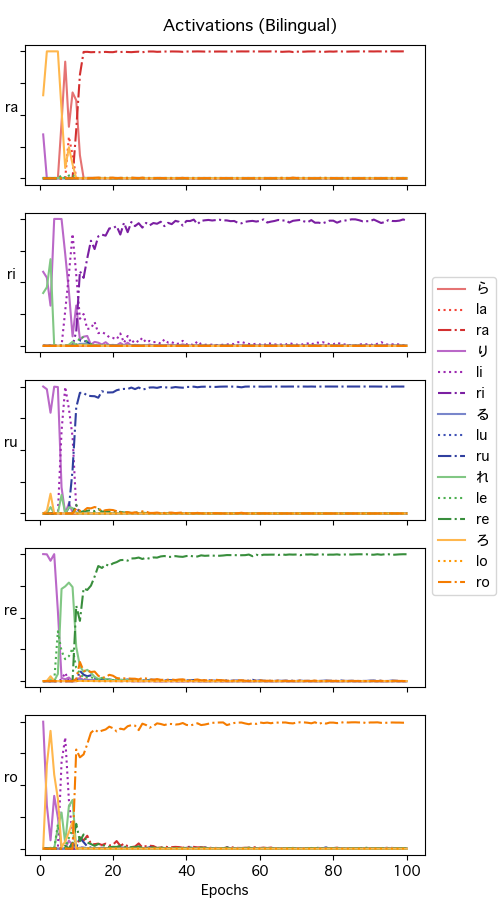 Activations (Bilingual)
ra
ri
ru
re
ro
0 20 40 60 80 100
Epochs
ら
la
ra
り
li
ri
る
lu
ru
れ
le
re
ろ
lo
ro